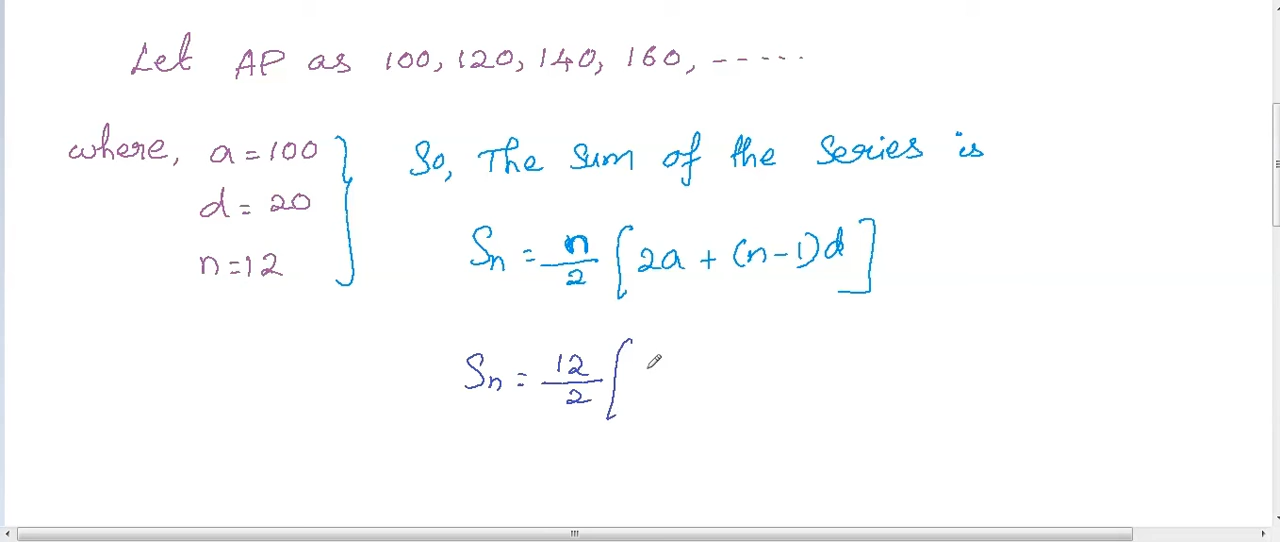 Let AP as 100, 120, 140, 160, -----
where, a = 100
d = 20
n = 12
So, The sum of the series is
Sn = n/2 [2a + (n-1)d]
Sn = 12/2 [